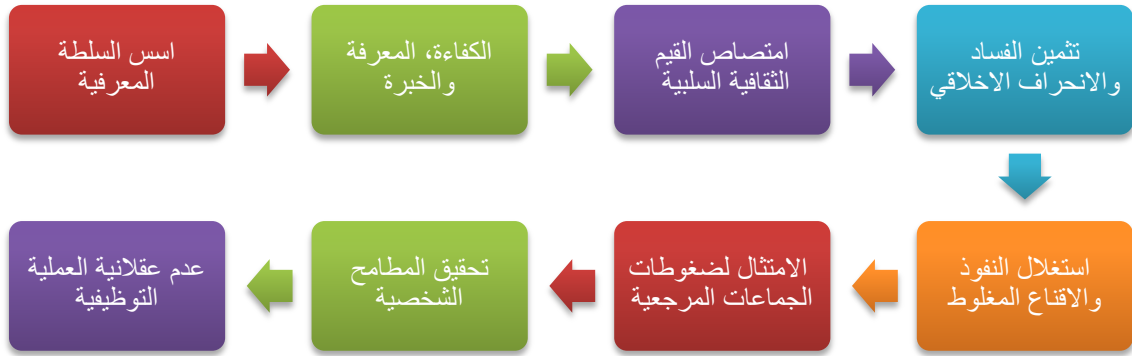 اسس السلطة
المعرفية
الكفاءة، المعرفة
والخبرة
امتصاص القيم
الثقافية السلبية
تثمين الفساد
والانحراف الاخلاقي
استغلال النفوذ
والاقناع المغلوط
الامتثال لضغوطات
الجماعات المرجعية
تحقيق المطامح
الشخصية
عدم عقلانية العملية
التوظيفية